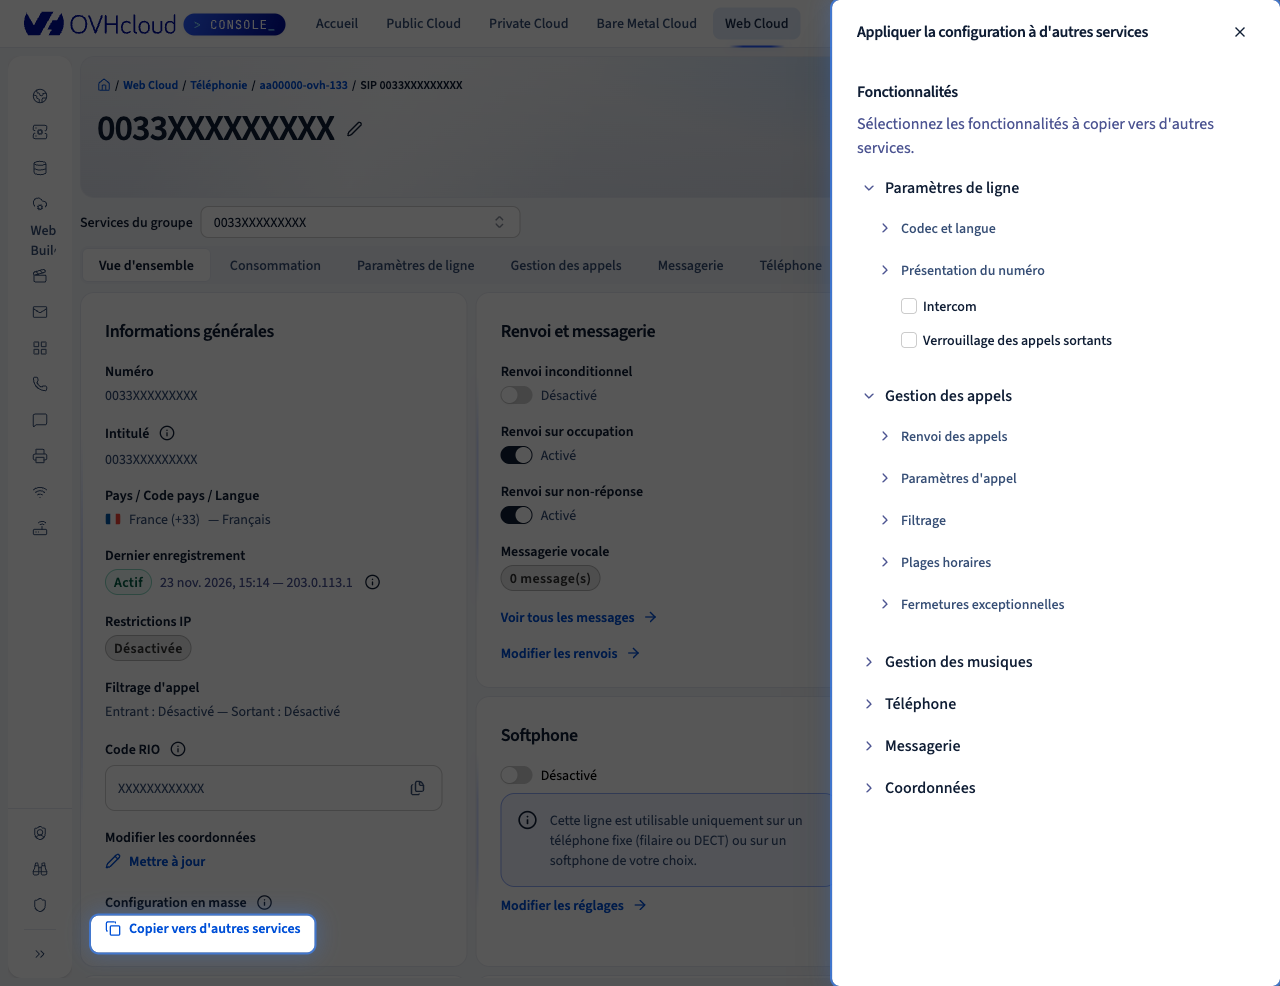 OVHcloud > CONSOLE_ Accueil Public Cloud Private Cloud Bare Metal Cloud Web Cloud
/ Web Cloud / Téléphonie / aa00000-ovh-133 / SIP 0033XXXXXXXXX
0033XXXXXXXXX
Services du groupe 0033XXXXXXXXX
Web
Buil
Vue d'ensemble Consommation Paramètres de ligne Gestion des appels Messagerie Téléphone
Informations générales
Numéro
0033XXXXXXXXX
Intitulé
0033XXXXXXXXX
Pays / Code pays / Langue
France (+33) — Français
Dernier enregistrement
Actif 23 nov. 2026, 15:14 — 203.0.113.1
Restrictions IP
Désactivée
Filtrage d'appel
Entrant : Désactivé — Sortant : Désactivé
Code RIO
XXXXXXXXXXXX
Modifier les coordonnées
Mettre à jour
Configuration en masse
Copier vers d'autres services
Renvoi et messagerie
Renvoi inconditionnel
Désactivé
Renvoi sur occupation
Activé
Renvoi sur non-réponse
Activé
Messagerie vocale
0 message(s)
Voir tous les messages
Modifier les renvois
Softphone
Désactivé
Cette ligne est utilisable uniquement sur un
téléphone fixe (filaire ou DECT) ou sur un
softphone de votre choix.
Modifier les réglages
Appliquer la configuration à d'autres services
Fonctionnalités
Sélectionnez les fonctionnalités à copier vers d'autres
services.
Paramètres de ligne
Codec et langue
Présentation du numéro
Intercom
Verrouillage des appels sortants
Gestion des appels
Renvoi des appels
Paramètres d'appel
Filtrage
Plages horaires
Fermetures exceptionnelles
Gestion des musiques
Téléphone
Messagerie
Coordonnées